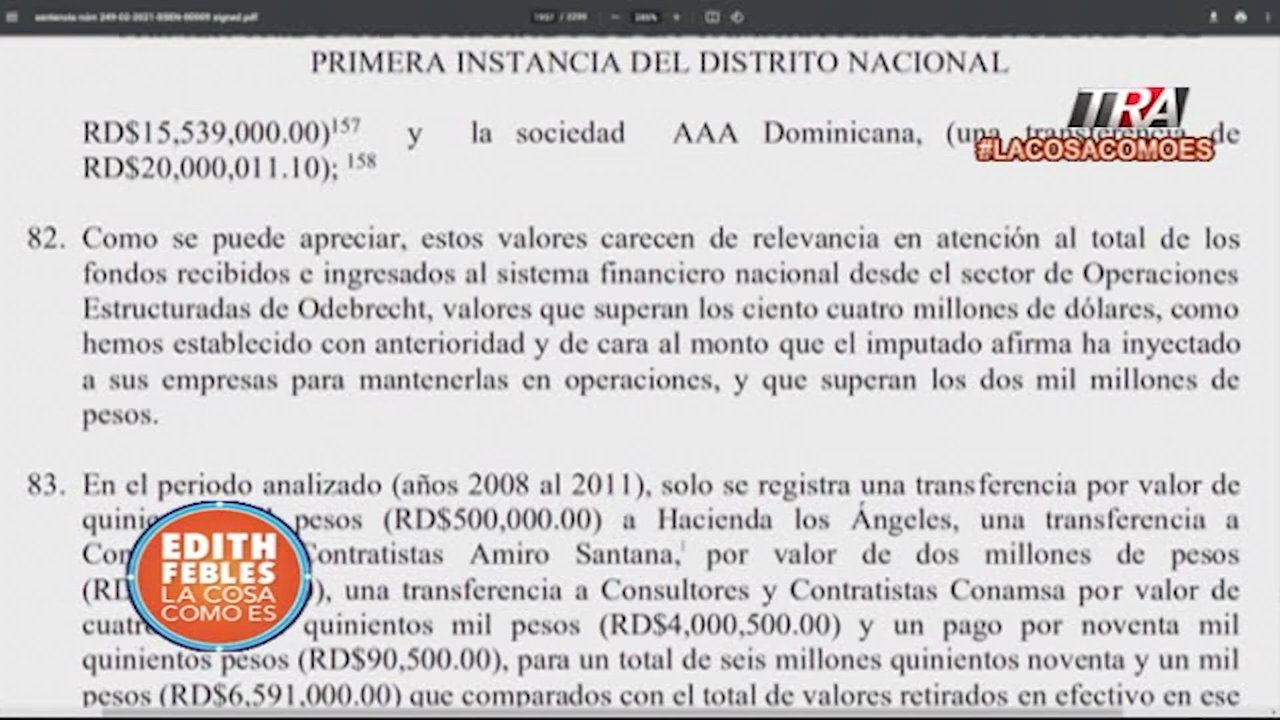 sentencia núm 249-02-2021-SSEN-00009 signed.pdf
PRIMERA INSTANCIA DEL DISTRITO NACIONAL
TRA
#LACOSACOMOES
RD$15,539,000.00)157 y la sociedad AAA Dominicana, (una transferencia de
RD$20,000,011.10); 158
82. Como se puede apreciar, estos valores carecen de relevancia en atención al total de los
fondos recibidos e ingresados al sistema financiero nacional desde el sector de Operaciones
Estructuradas de Odebrecht, valores que superan los ciento cuatro millones de dólares, como
hemos establecido con anterioridad y de cara al monto que el imputado afirma ha inyectado
a sus empresas para mantenerlas en operaciones, y que superan los dos mil millones de
pesos.
83. En el periodo analizado (años 2008 al 2011), solo se registra una transferencia por valor de
pesos (RD$500,000.00) a Hacienda los Ángeles, una transferencia a
Contratistas Amiro Santana, por valor de dos millones de pesos
(RD ), una transferencia a Consultores y Contratistas Conamsa por valor de
quinientos mil pesos (RD$4,000,500.00) y un pago por noventa mil
quinientos pesos (RD$90,500.00), para un total de seis millones quinientos noventa y un mil
pesos (RD$6,591,000.00) que comparados con el total de valores retirados en efectivo en ese
EDITH
FEBLES
LA COSA
COMO ES